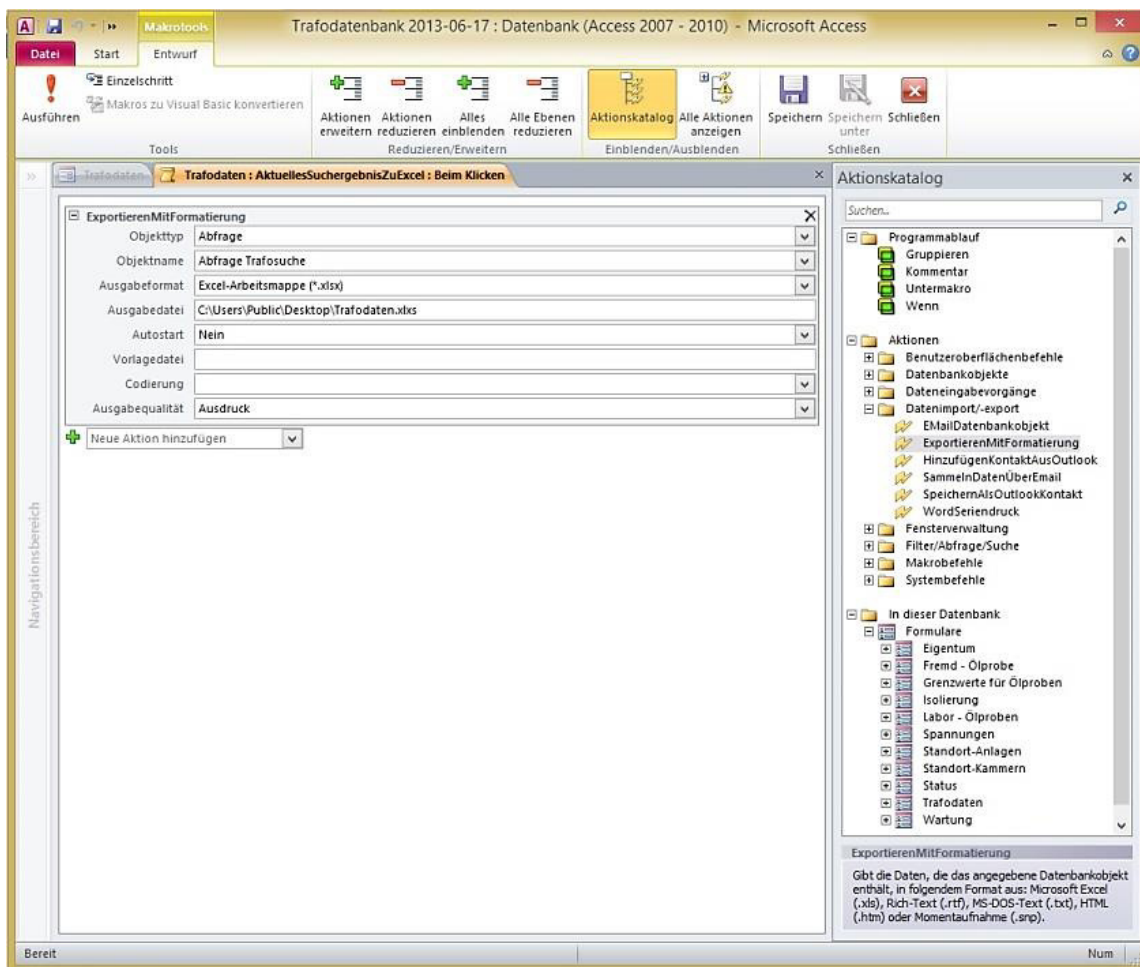 Makrotools
Trafodatenbank 2013-06-17 : Datenbank (Access 2007 - 2010) - Microsoft Access
Datei Start Entwurf
Ausführen
Einzelschritt
Makros zu Visual Basic konvertieren
Tools
Aktionen erweitern
Aktionen reduzieren
Alles einblenden
Alle Ebenen reduzieren
Reduzieren/Erweitern
Aktionskatalog
Alle Aktionen anzeigen
Einblenden/Ausblenden
Speichern
Speichern unter
Schließen
Schließen
Trafodaten
Trafodaten : AktuellesSuchergebnisZuExcel : Beim Klicken
Navigationsbereich
ExportierenMitFormatierung
Objekttyp Abfrage
Objektname Abfrage Trafosuche
Ausgabeformat Excel-Arbeitsmappe (*.xlsx)
Ausgabedatei C:\Users\Public\Desktop\Trafodaten.xlxs
Autostart Nein
Vorlagedatei
Codierung
Ausgabequalität Ausdruck
Neue Aktion hinzufügen
Aktionskatalog
Suchen...
Programmablauf
Gruppieren
Kommentar
Untermakro
Wenn
Aktionen
Benutzeroberflächenbefehle
Datenbankobjekte
Dateneingabevorgänge
Datenimport/-export
EMailDatenbankobjekt
ExportierenMitFormatierung
HinzufügenKontaktAusOutlook
SammelnDatenÜberEmail
SpeichernAlsOutlookKontakt
WordSeriendruck
Fensterverwaltung
Filter/Abfrage/Suche
Makrobefehle
Systembefehle
In dieser Datenbank
Formulare
Eigentum
Fremd - Ölprobe
Grenzwerte für Ölproben
Isolierung
Labor - Ölproben
Spannungen
Standort-Anlagen
Standort-Kammern
Status
Trafodaten
Wartung
ExportierenMitFormatierung
Gibt die Daten, die das angegebene Datenbankobjekt
enthält, in folgendem Format aus: Microsoft Excel
(.xls), Rich-Text (.rtf), MS-DOS-Text (.txt), HTML
(.htm) oder Momentaufnahme (.snp).
Bereit
Num